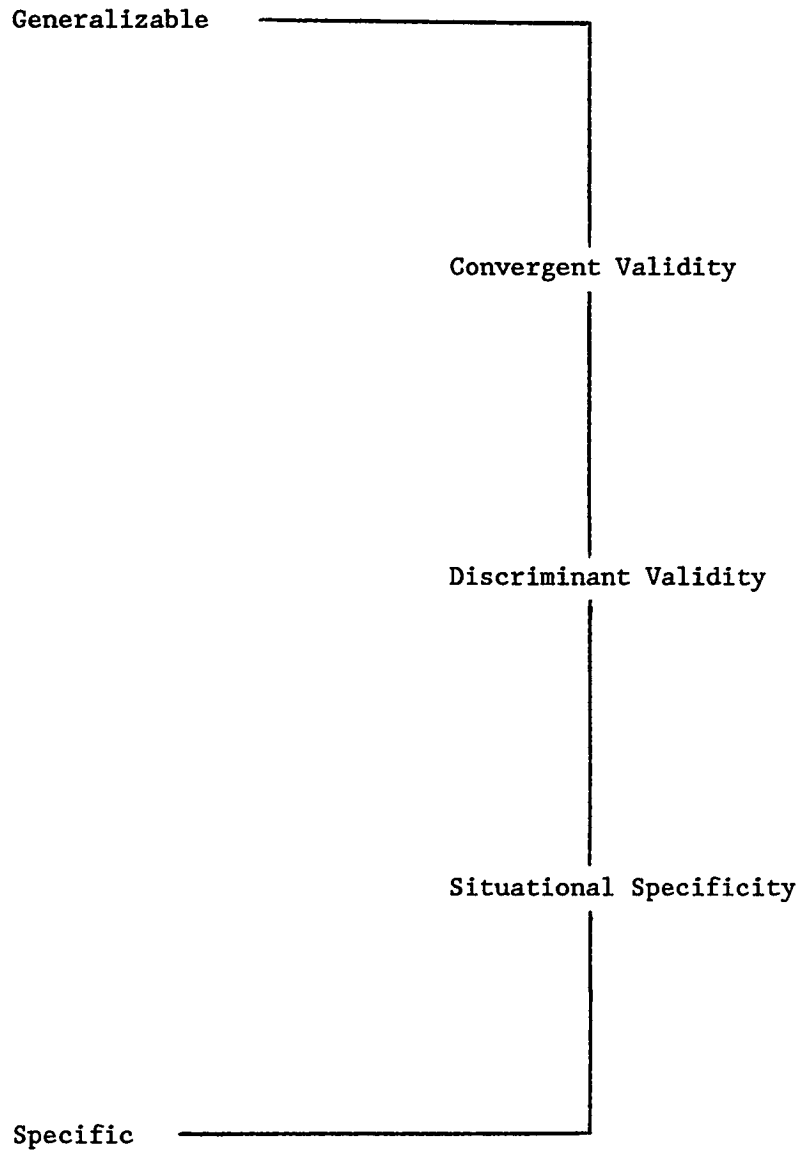 Generalizable
Convergent Validity
Discriminant Validity
Situational Specificity
Specific